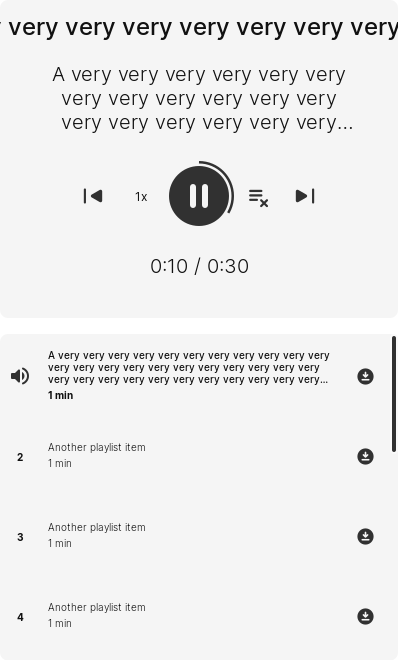 very very very very very very very
A very very very very very very
very very very very very very very
very very very very very very very...
1x
0:10 / 0:30
A very very very very very very very very very very very
very very very very very very very very very very very
very very very very very very very very very very very...
1 min
2
Another playlist item
1 min
3
Another playlist item
1 min
4
Another playlist item
1 min